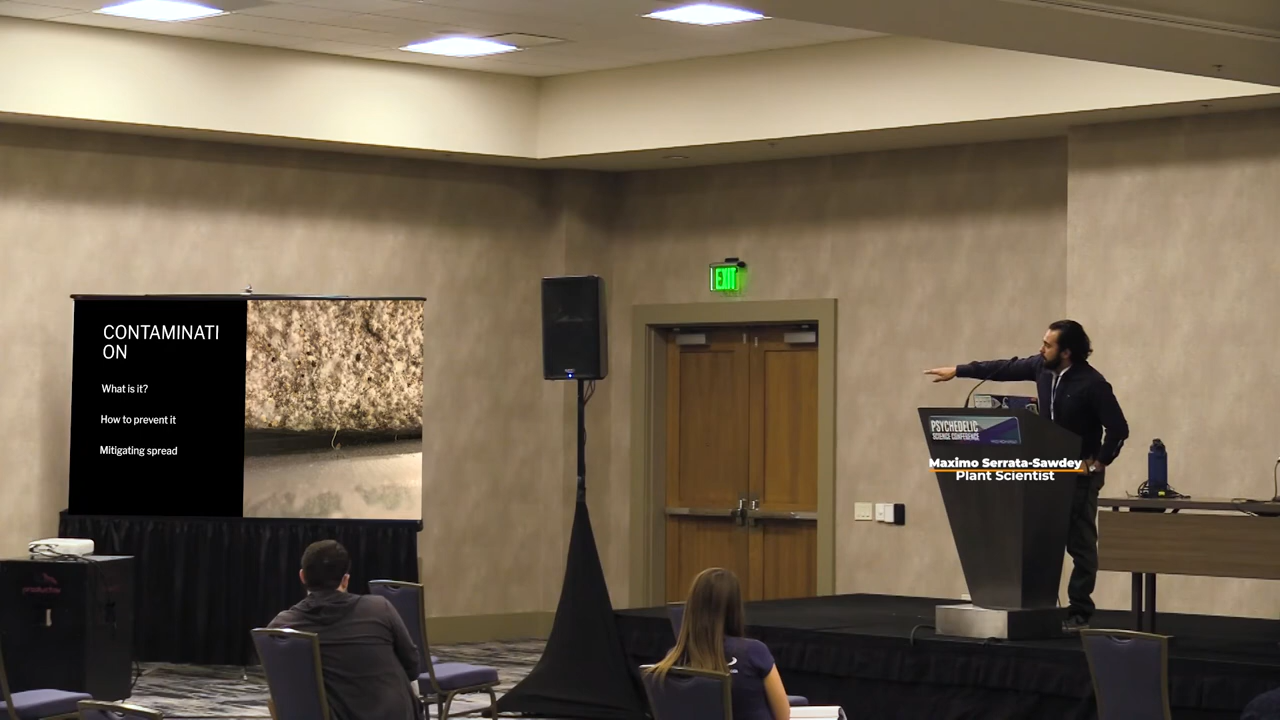 CONTAMINATI
ON
What is it?
How to prevent it
Mitigating spread
EXIT
PSYCHEDELIC
SCIENCE CONFERENCE
Maximo Serrata-Sawdey
Plant Scientist